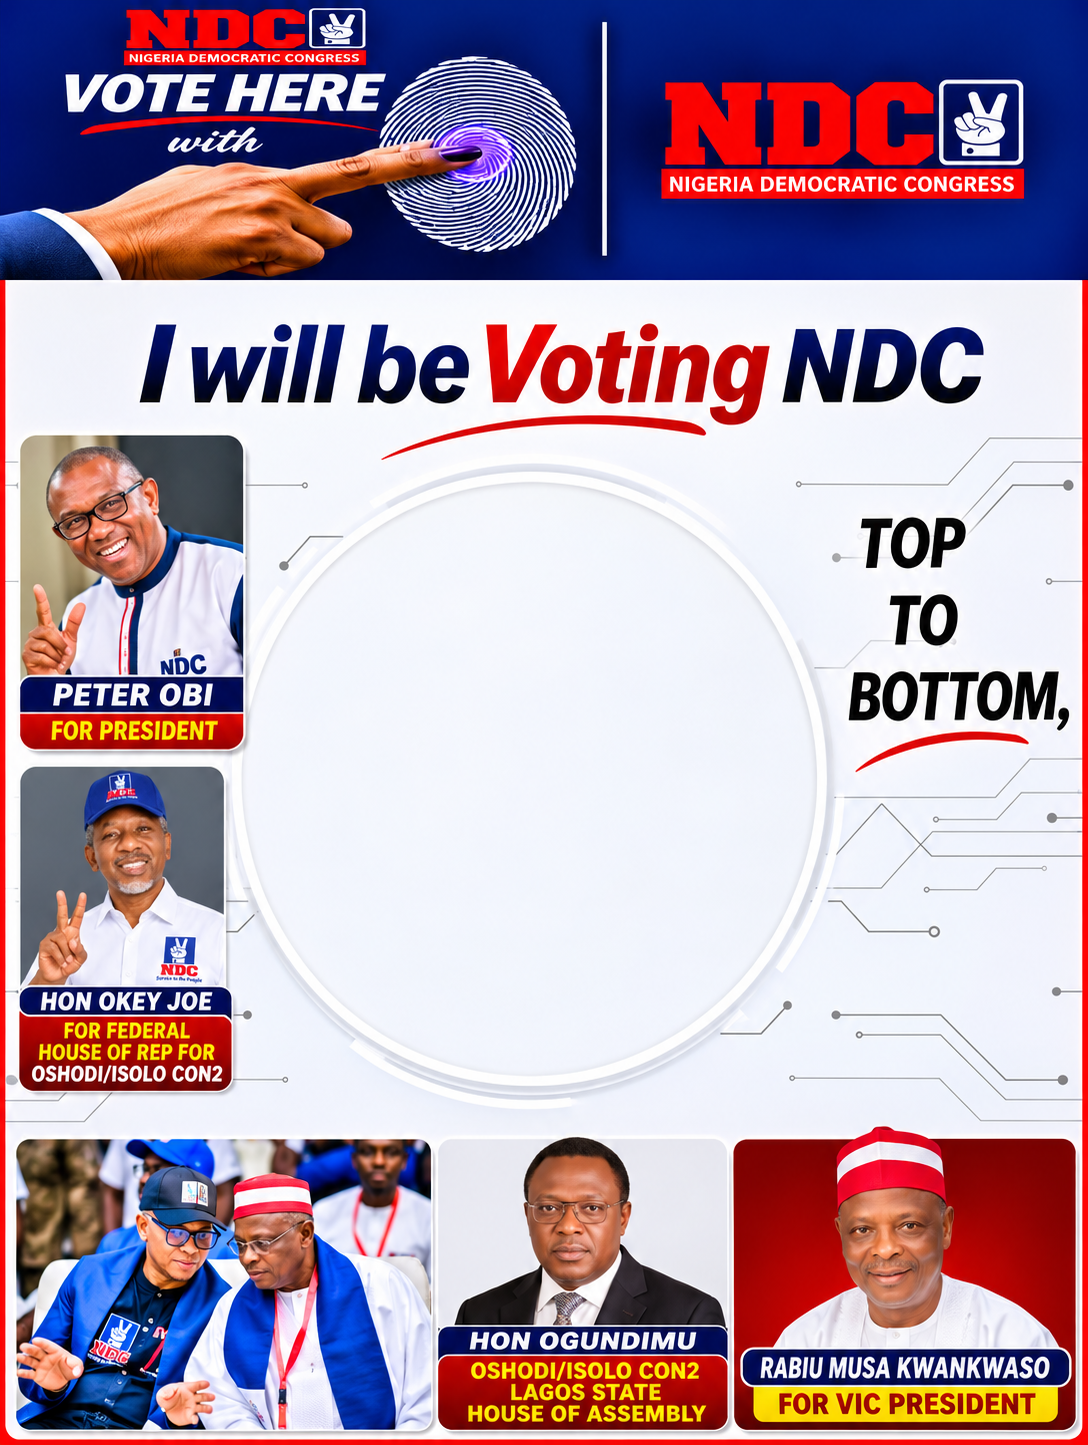 NDC
NIGERIA DEMOCRATIC CONGRESS
VOTE HERE
with
NDC
NIGERIA DEMOCRATIC CONGRESS
I will be Voting NDC
TOP
TO
BOTTOM,
NDC
PETER OBI
FOR PRESIDENT
NDC
NDC
HON OKEY JOE
FOR FEDERAL
HOUSE OF REP FOR
OSHODI/ISOLO CON2
NDC
HON OGUNDIMU
OSHODI/ISOLO CON2
LAGOS STATE
HOUSE OF ASSEMBLY
RABIU MUSA KWANKWASO
FOR VIC PRESIDENT